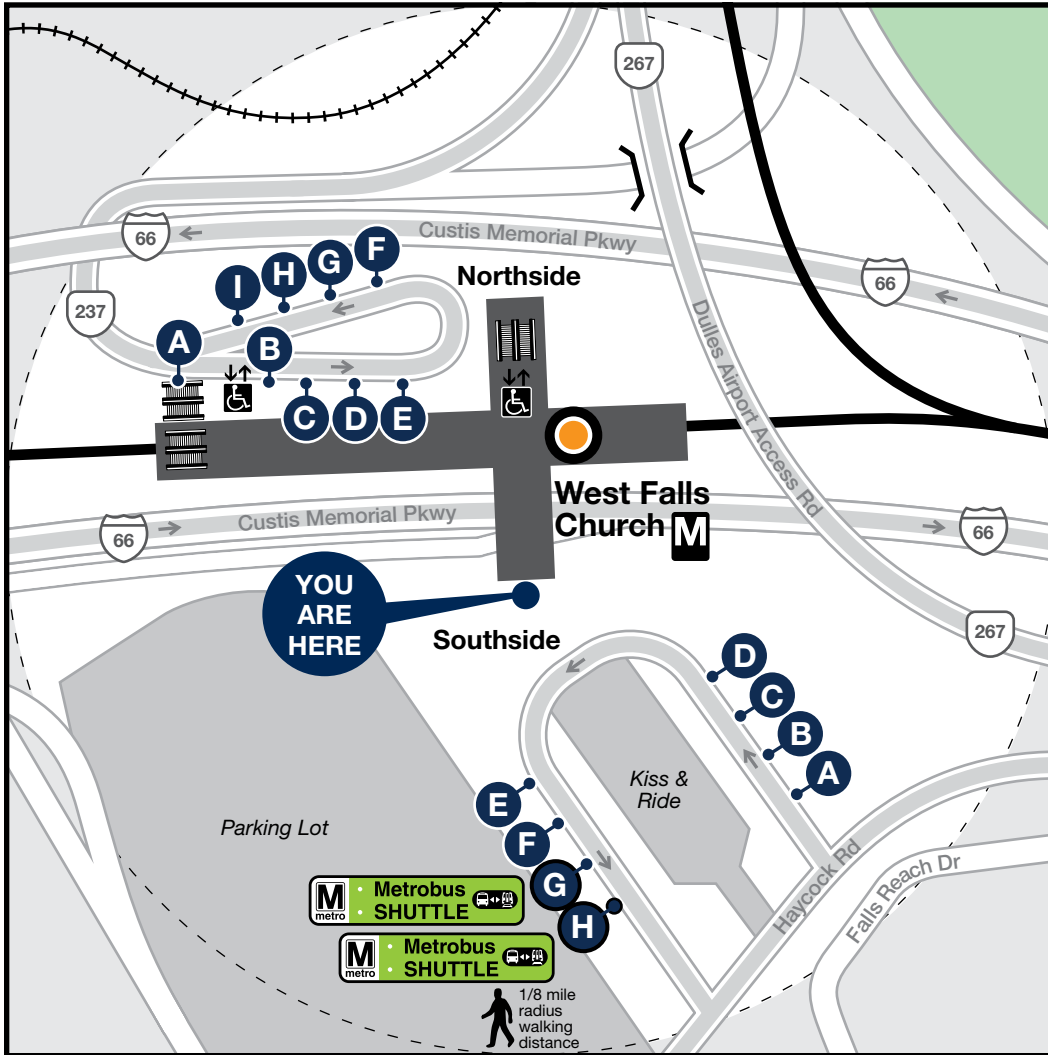 267
66
Custis Memorial Pkwy
66
Northside
F
G
H
I
237
A
B
C
D
E
Dulles Airport Access Rd
West Falls
Church M
66
Custis Memorial Pkwy
66
YOU
ARE
HERE
Southside
267
D
C
B
A
Kiss &
Ride
Parking Lot
E
F
G
H
Haycock Rd
Falls Reach Dr
M
metro
• Metrobus
• SHUTTLE
M
metro
• Metrobus
• SHUTTLE
1/8 mile
radius
walking
distance